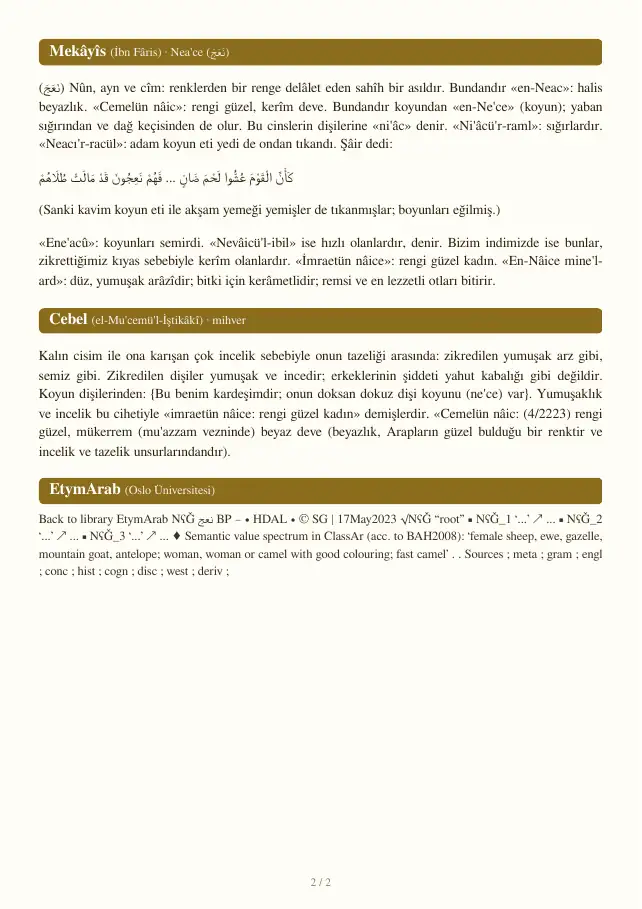 Mekâyîs (İbn Fâris) · Nea'ce (نَعَجَ)
(نَعَجَ) Nûn, ayn ve cîm: renklerden bir renge delâlet eden sahîh bir asıldır. Bundandır «en-Neac»: halis
beyazlık. «Cemelün nâic»: rengi güzel, kerîm deve. Bundandır koyundan «en-Ne'ce» (koyun); yaban
sığırından ve dağ keçisinden de olur. Bu cinslerin dişilerine «ni'âc» denir. «Ni'âcü'r-raml»: sığırlardır.
«Neacı'r-racül»: adam koyun eti yedi de ondan tıkandı. Şâir dedi:
كَأَنَّ الْقَوْمَ عُشُّوا لَحْمَ ضَانٍ ... فَهُمْ نَعِجُونَ قَدْ مَالَتْ طُلَاهُمْ
(Sanki kavim koyun eti ile akşam yemeği yemişler de tıkanmışlar; boyunları eğilmiş.)
«Ene'acû»: koyunları semirdi. «Nevâicü'l-ibil» ise hızlı olanlardır, denir. Bizim indimizde ise bunlar,
zikrettiğimiz kıyas sebebiyle kerîm olanlardır. «İmraetün nâice»: rengi güzel kadın. «En-Nâice mine'l-
ard»: düz, yumuşak arâzîdir; bitki için kerâmetlidir; remsi ve en lezzetli otları bitirir.
Cebel (el-Mu'cemü'l-İştikâkî) · mihver
Kalın cisim ile ona karışan çok incelik sebebiyle onun tazeliği arasında: zikredilen yumuşak arz gibi,
semiz gibi. Zikredilen dişiler yumuşak ve incedir; erkeklerinin şiddeti yahut kabalığı gibi değildir.
Koyun dişilerinden: {Bu benim kardeşimdir; onun doksan dokuz dişi koyunu (ne'ce) var}. Yumuşaklık
ve incelik bu cihetiyle «imraetün nâice: rengi güzel kadın» demişlerdir. «Cemelün nâic: (4/2223) rengi
güzel, mükerrem (mu'azzam vezninde) beyaz deve (beyazlık, Arapların güzel bulduğu bir renktir ve
incelik ve tazelik unsurlarındandır).
EtymArab (Oslo Üniversitesi)
Back to library EtymArab NʕǦ نعج BP – • HDAL • © SG | 17May2023 √NʕǦ “root” ▪ NʕǦ_1 ‘...’ ↗ ... ▪ NʕǦ_2
‘...’ ↗ ... ▪ NʕǦ_3 ‘...’ ↗ ... ♦ Semantic value spectrum in ClassAr (acc. to BAH2008): ‘female sheep, ewe, gazelle,
mountain goat, antelope; woman, woman or camel with good colouring; fast camel’ . . Sources ; meta ; gram ; engl
; conc ; hist ; cogn ; disc ; west ; deriv ;
2 / 2